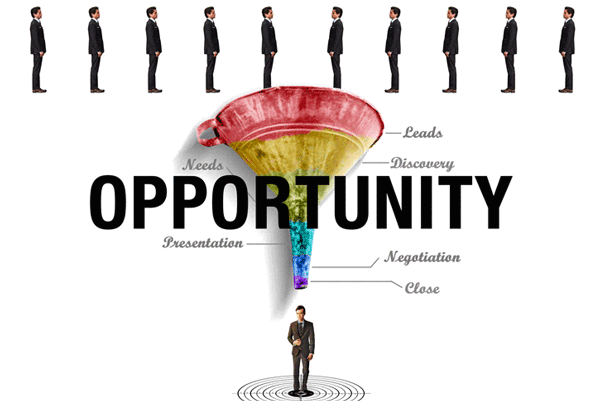 Leads
Discovery
Needs
OPPORTUNITY
Presentation
Negotiation
Close